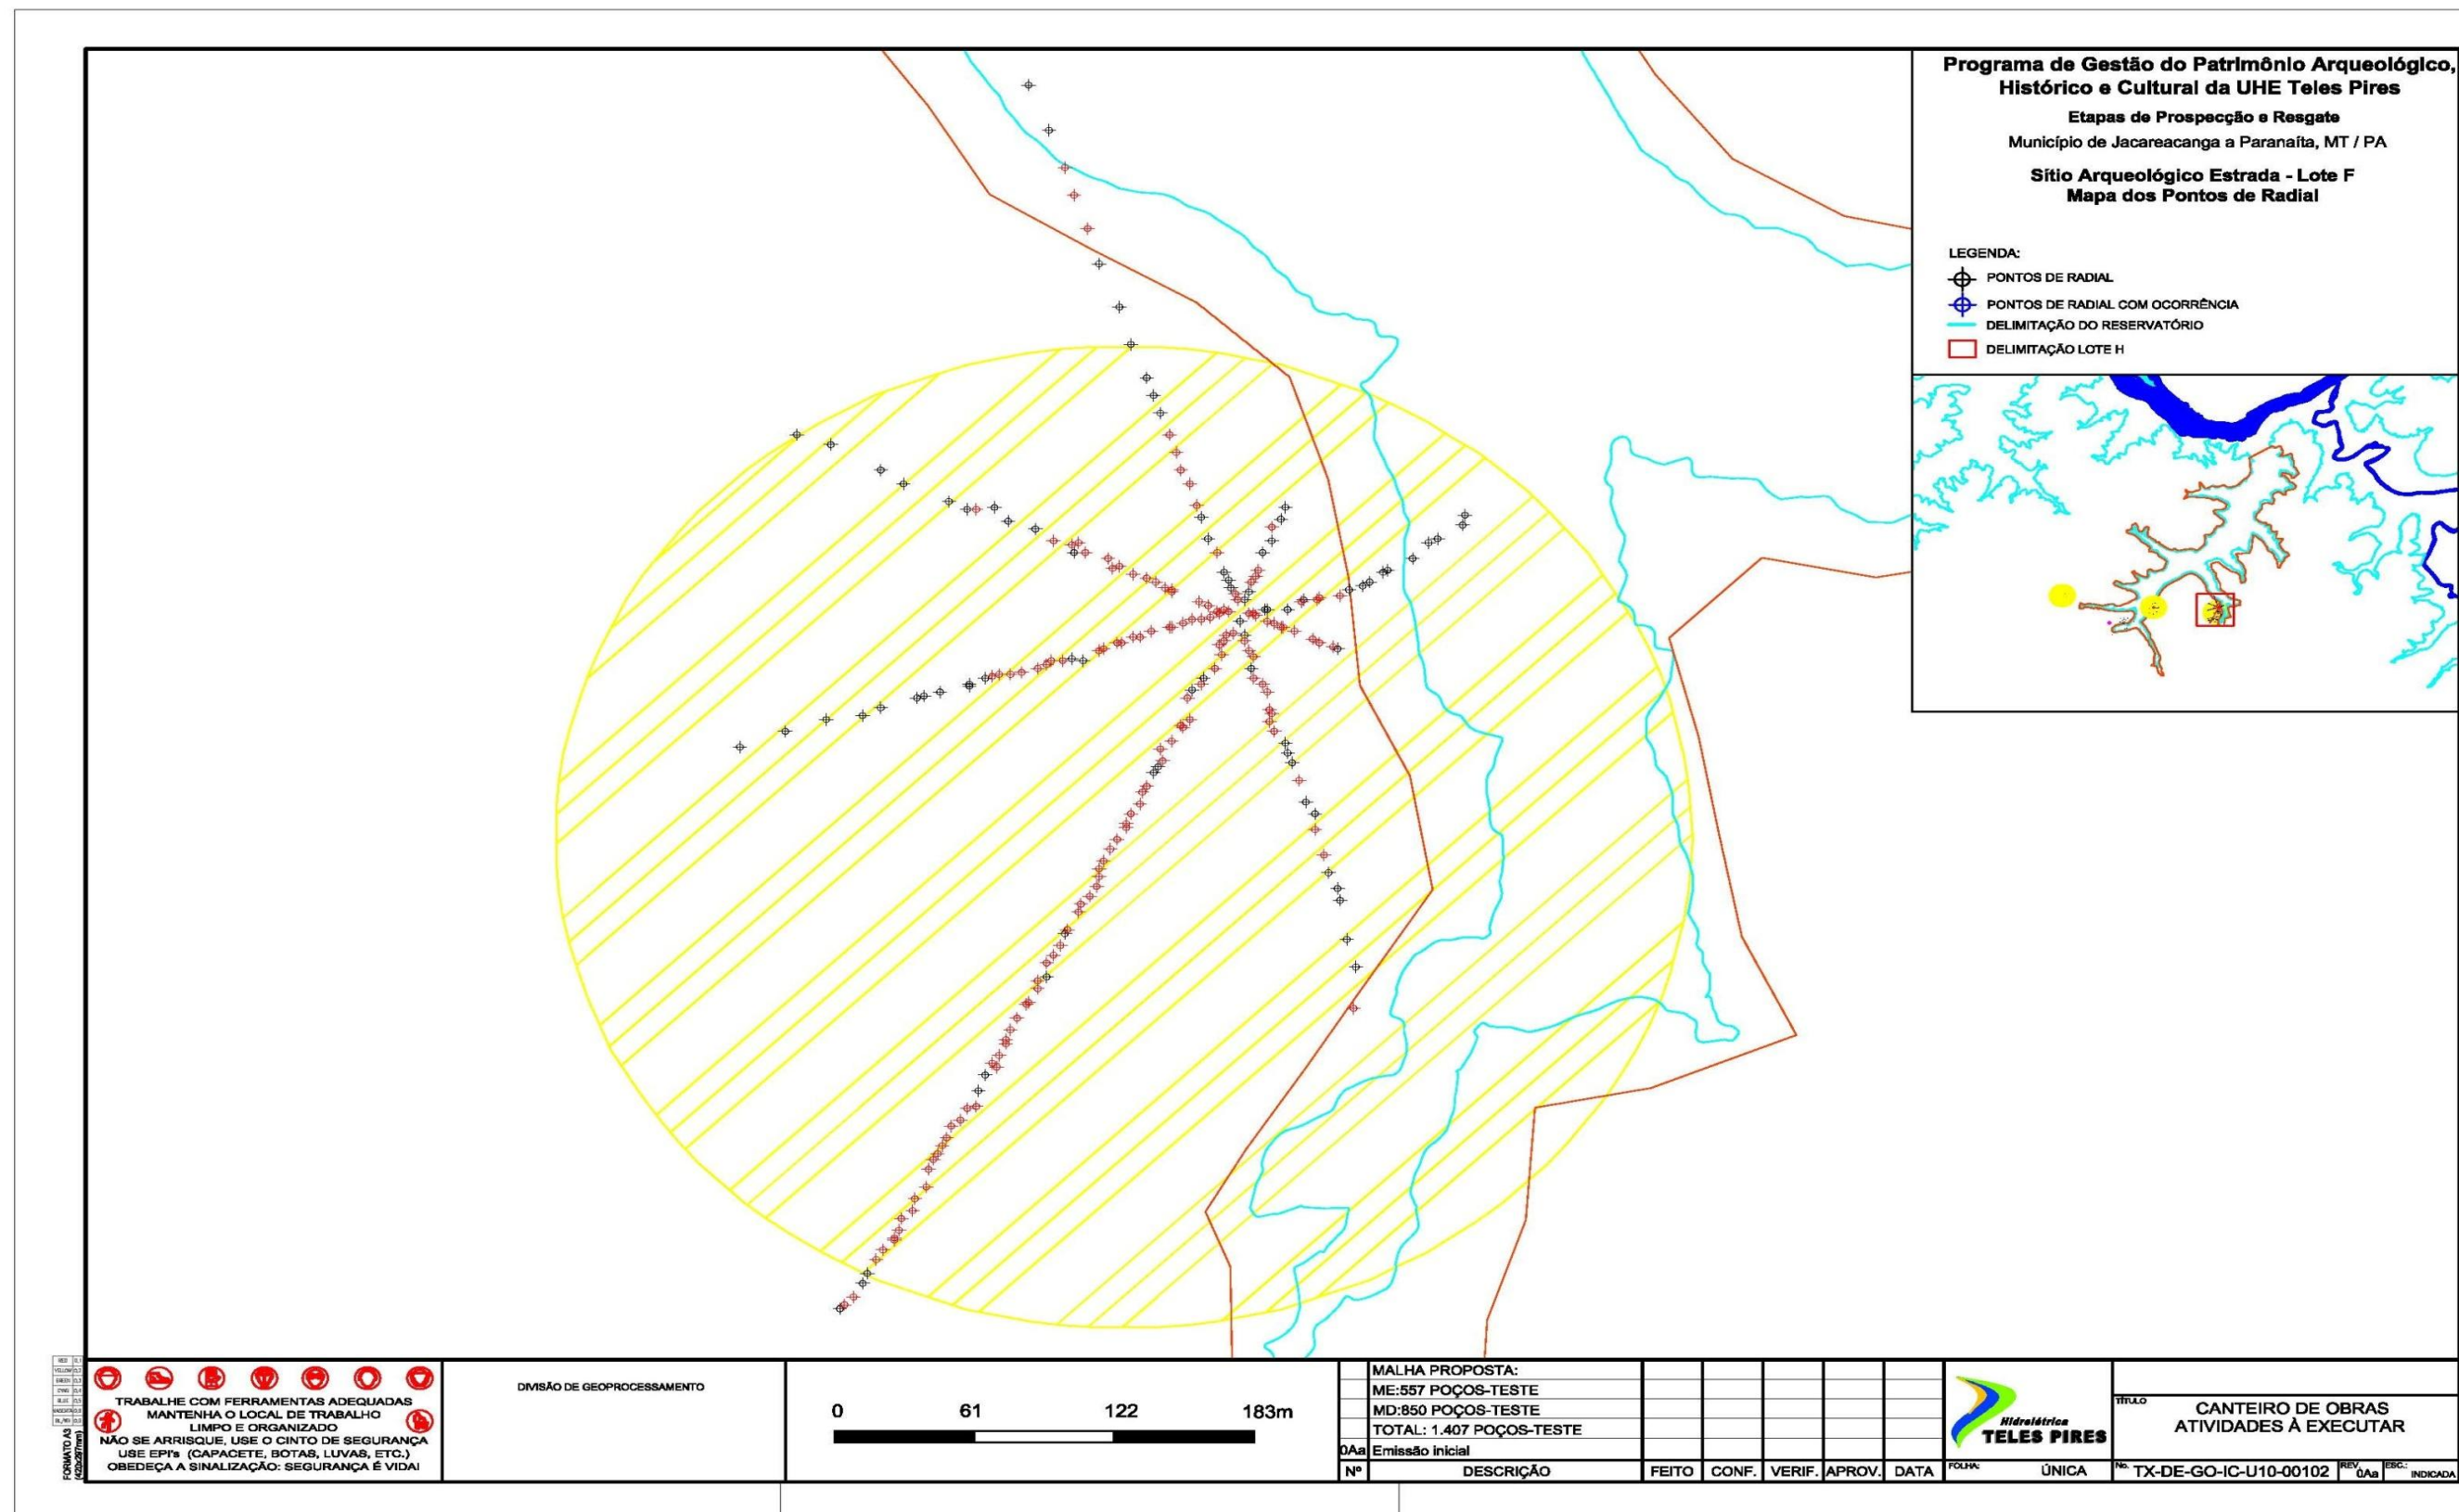 Programa de Gestão do Patrimônio Arqueológico,
Histórico e Cultural da UHE Teles Pires
Etapas de Prospecção e Resgate
Município de Jacareacanga a Paranaíta, MT / PA
Sítio Arqueológico Estrada - Lote F
Mapa dos Pontos de Radial
LEGENDA:
PONTOS DE RADIAL
PONTOS DE RADIAL COM OCORRÊNCIA
DELIMITAÇÃO DO RESERVATÓRIO
DELIMITAÇÃO LOTE H
FORMATO A3
(420x297mm)
TRABALHE COM FERRAMENTAS ADEQUADAS
MANTENHA O LOCAL DE TRABALHO
LIMPO E ORGANIZADO
NÃO SE ARRISQUE, USE O CINTO DE SEGURANÇA
USE EPI's (CAPACETE, BOTAS, LUVAS, ETC.)
OBEDEÇA A SINALIZAÇÃO: SEGURANÇA É VIDA!
DIVISÃO DE GEOPROCESSAMENTO
0 61 122 183m
MALHA PROPOSTA:
ME:557 POÇOS-TESTE
MD:850 POÇOS-TESTE
TOTAL: 1.407 POÇOS-TESTE
0Aa Emissão inicial
Nº DESCRIÇÃO FEITO CONF. VERIF. APROV. DATA
Hidrelétrica
TELES PIRES
TÍTULO
CANTEIRO DE OBRAS
ATIVIDADES À EXECUTAR
FOLHA: ÚNICA
No. TX-DE-GO-IC-U10-00102 REV. 0Aa ESC.: INDICADA